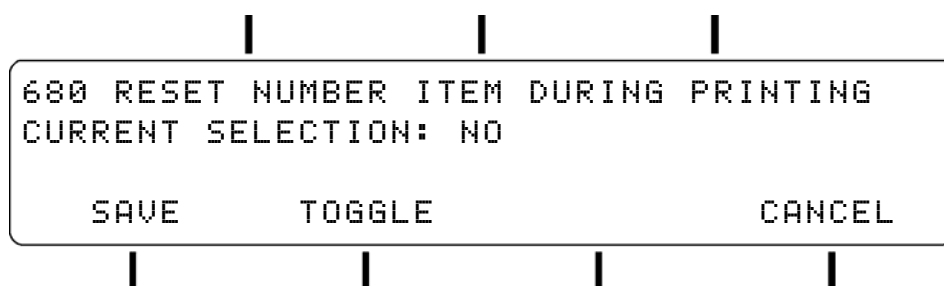 680 RESET NUMBER ITEM DURING PRINTING
CURRENT SELECTION: NO
SAVE TOGGLE CANCEL